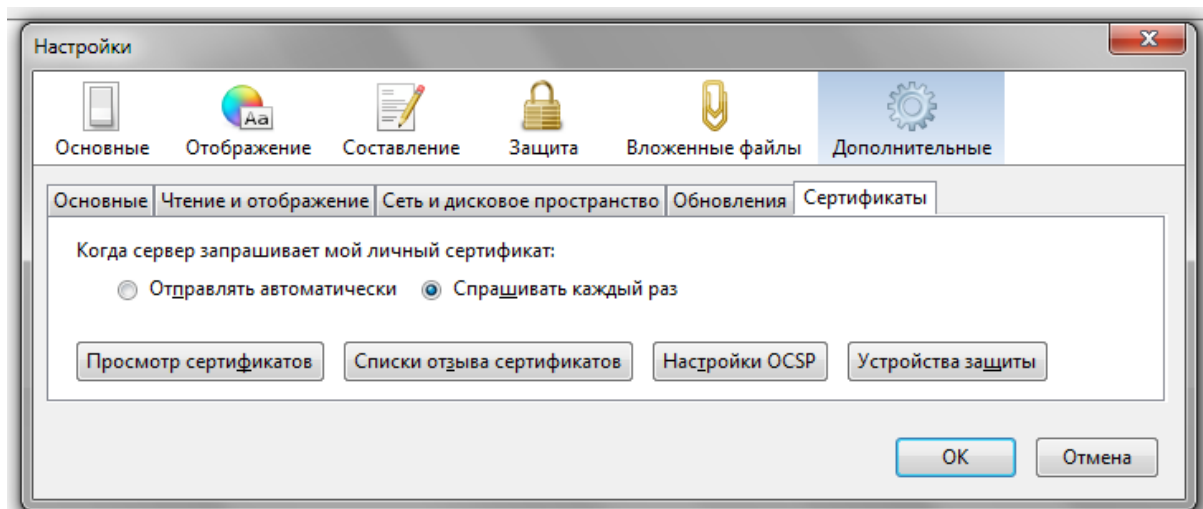 Настройки
Aa
Основные Отображение Составление Защита Вложенные файлы Дополнительные
Основные Чтение и отображение Сеть и дисковое пространство Обновления Сертификаты
Когда сервер запрашивает мой личный сертификат:
Отправлять автоматически Спрашивать каждый раз
Просмотр сертификатов Списки отзыва сертификатов Настройки OCSP Устройства защиты
OK Отмена